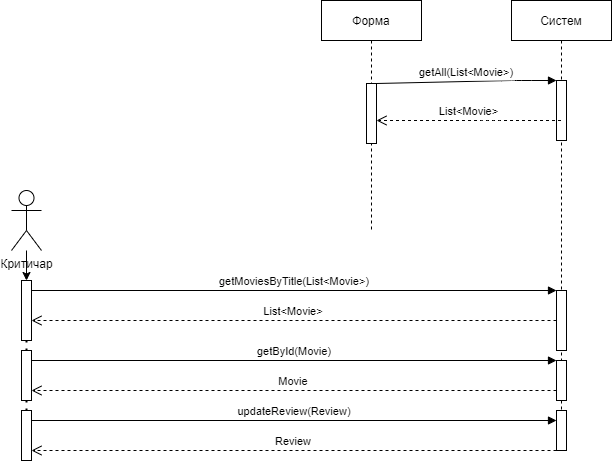 Форма
Систем
getAll(List<Movie>)
List<Movie>
Критичар
getMoviesByTitle(List<Movie>)
List<Movie>
getById(Movie)
Movie
updateReview(Review)
Review